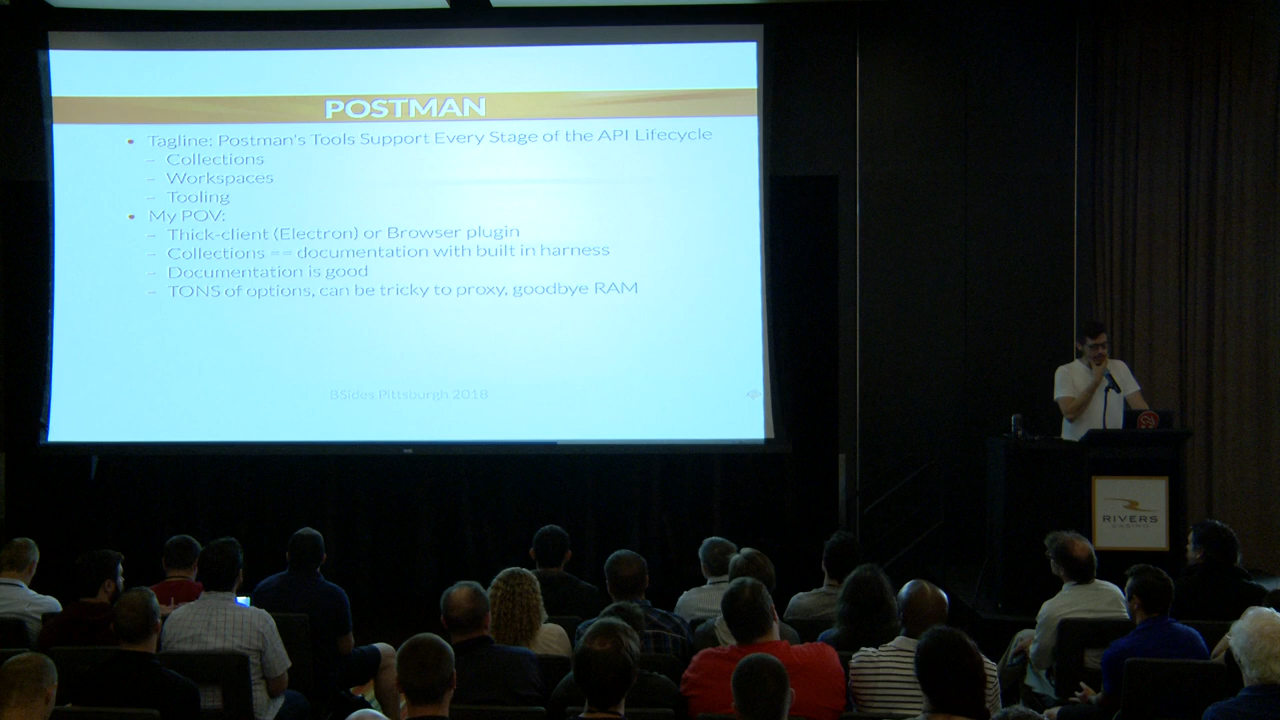 POSTMAN
• Tagline: Postman's Tools Support Every Stage of the API Lifecycle
– Collections
– Workspaces
– Tooling
• My POV:
– Thick-client (Electron) or Browser plugin
– Collections == documentation with built in harness
– Documentation is good
– TONS of options, can be tricky to proxy, goodbye RAM
BSides Pittsburgh 2018
RIVERS
CASINO